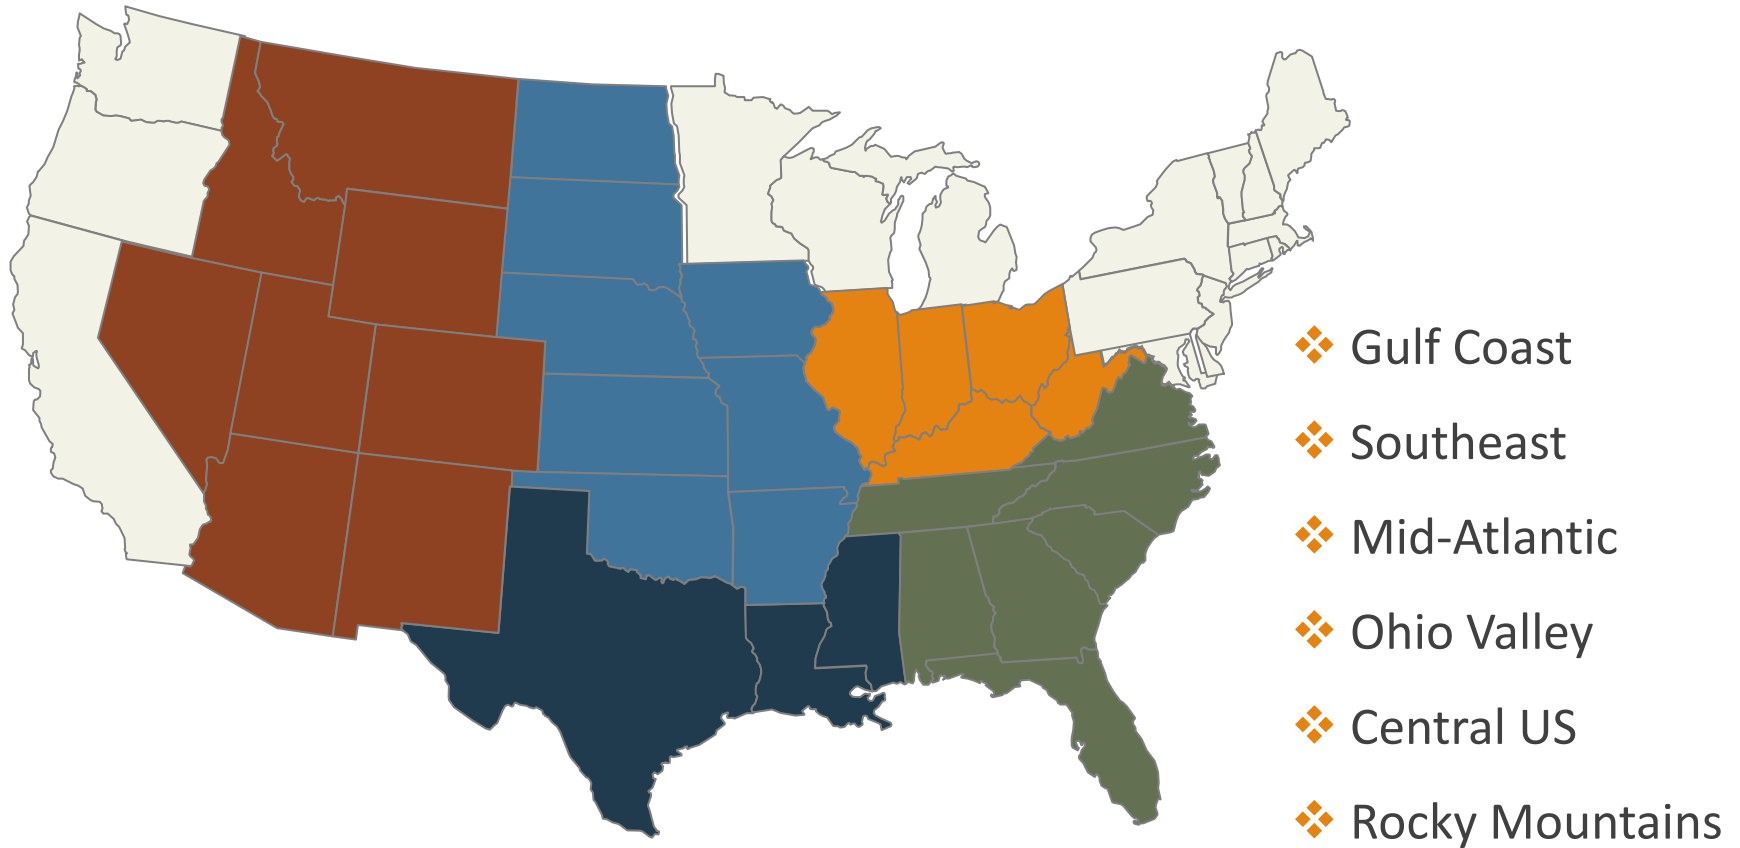 Gulf Coast
Southeast
Mid-Atlantic
Ohio Valley
Central US
Rocky Mountains